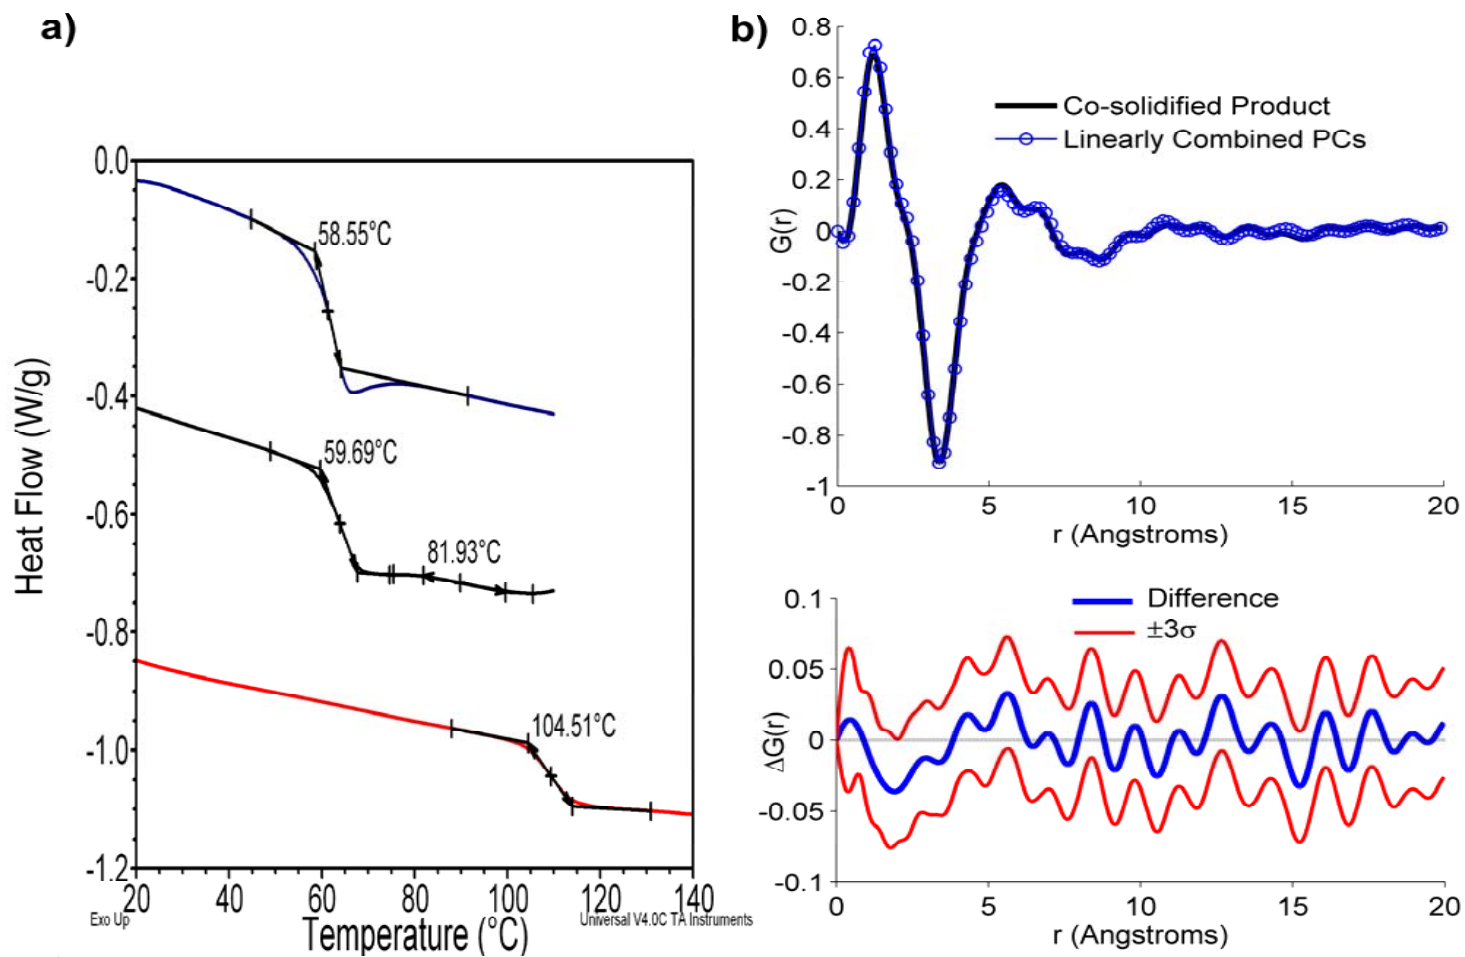 a)
0.0
-0.2
-0.4
-0.6
-0.8
-1.0
-1.2
Heat Flow (W/g)
58.55°C
59.69°C
81.93°C
104.51°C
20
40
60
80
100
120
140
Exo Up
Temperature (°C)
Universal V4.0C TA Instruments
b)
0.8
0.6
0.4
0.2
0
-0.2
-0.4
-0.6
-0.8
-1
G(r)
Co-solidified Product
Linearly Combined PCs
0
5
10
15
20
r (Angstroms)
0.1
0.05
0
-0.05
-0.1
ΔG(r)
Difference
±3σ
0
5
10
15
20
r (Angstroms)